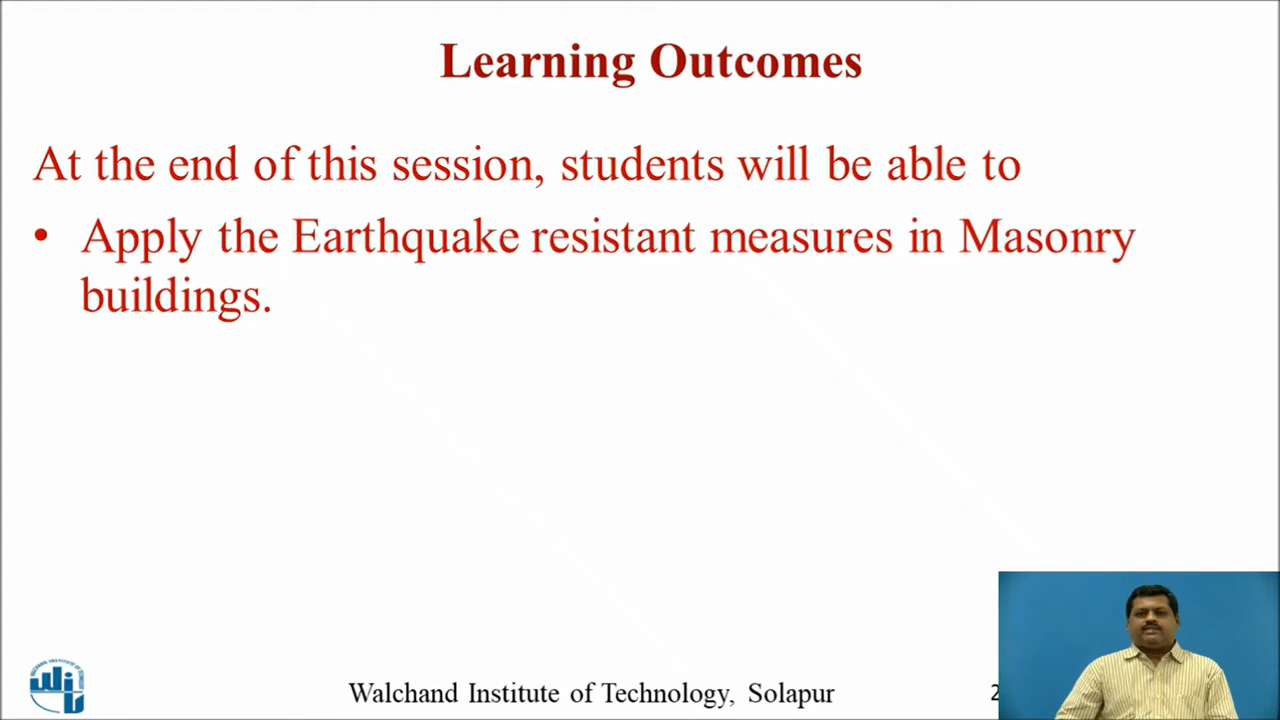 Learning Outcomes
At the end of this session, students will be able to
• Apply the Earthquake resistant measures in Masonry
buildings.
Walchand Institute of Technology, Solapur
2